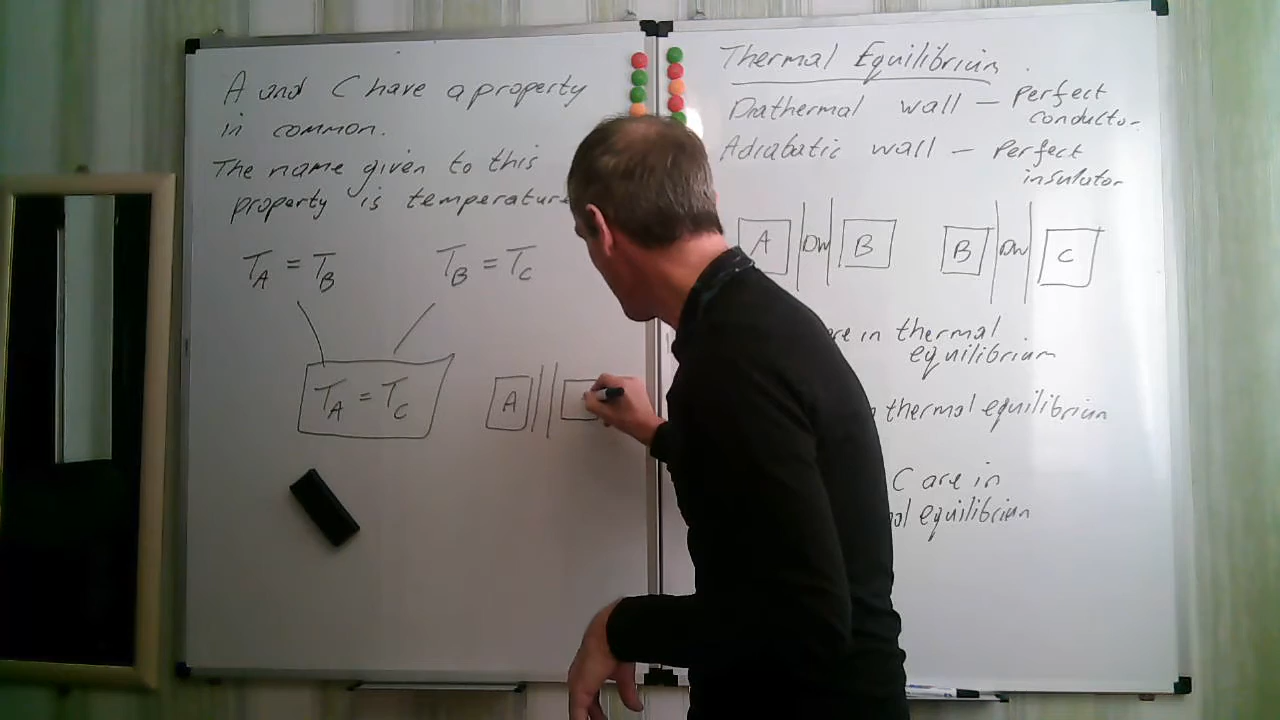 A and C have a property
in common.
The name given to this
property is temperature
T_A = T_B T_B = T_C
T_A = T_C
A
Thermal Equilibrium
Diathermal wall — perfect
conductor
Adiabatic wall — perfect
insulator
A DW B B DW C
in thermal
equilibrium
thermal equilibrium
C are in
equilibrium